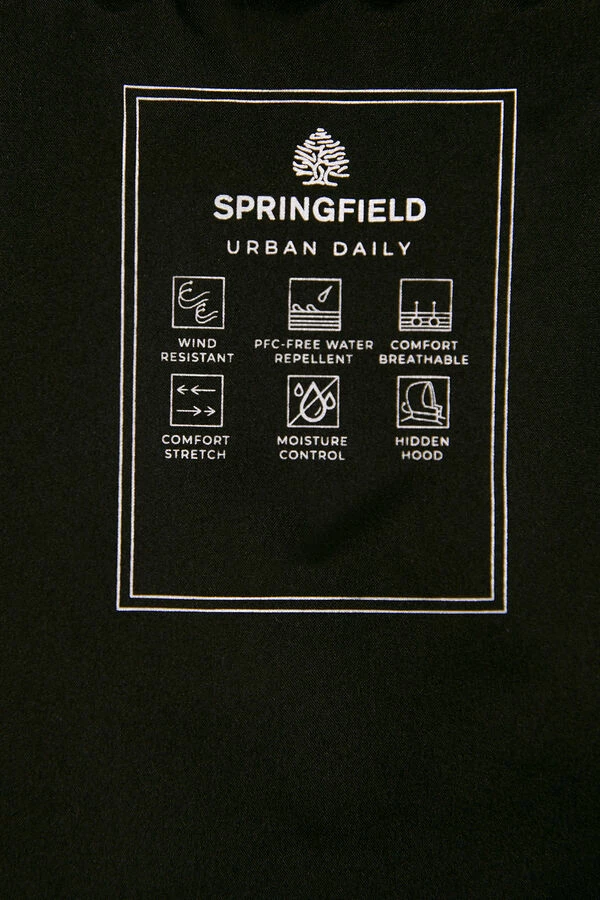 SPRINGFIELD
URBAN DAILY
WIND
RESISTANT
PFC-FREE WATER
REPELLENT
COMFORT
BREATHABLE
COMFORT
STRETCH
MOISTURE
CONTROL
HIDDEN
HOOD